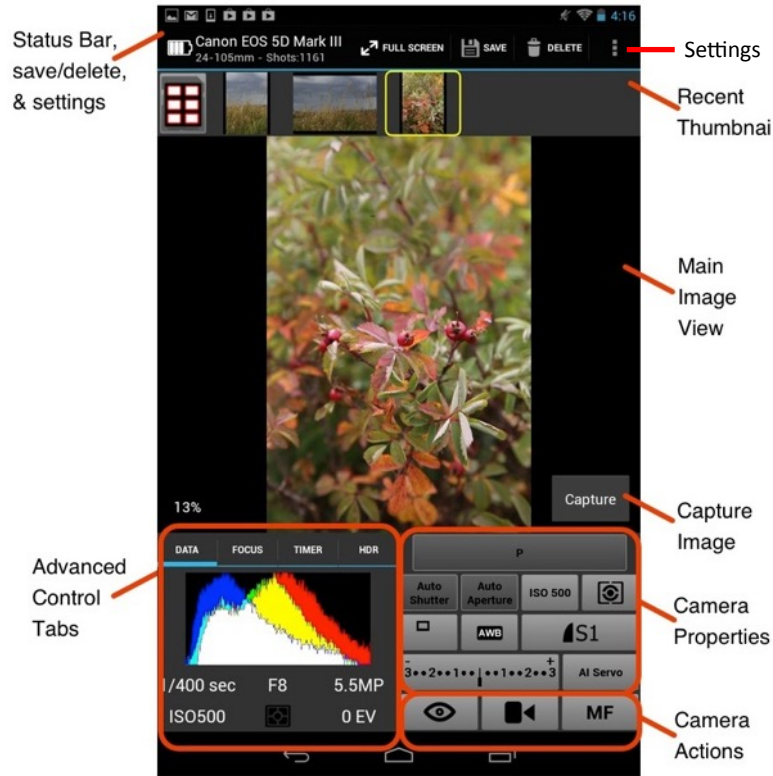 4:16
Status Bar,
save/delete,
& settings
Canon EOS 5D Mark III
24-105mm - Shots:1161
FULL SCREEN
SAVE
DELETE
Settings
Recent
Thumbnai
Main
Image
View
13%
Capture
Capture
Image
Advanced
Control
Tabs
DATA FOCUS TIMER HDR
P
Auto
Shutter
Auto
Aperture
ISO 500
AWB
S1
Camera
Properties
- +
3••2••1••|••1••2••3
AI Servo
/400 sec F8 5.5MP
ISO500 0 EV
MF
Camera
Actions